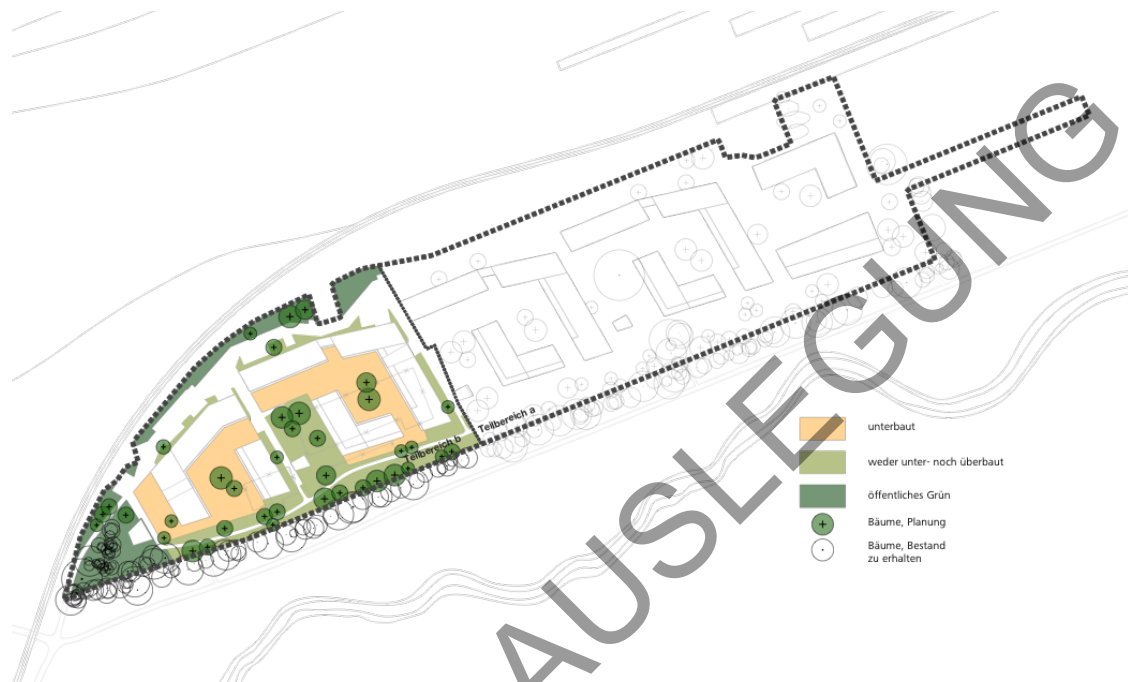 AUSLEGUNG
Teilbereich a
Teilbereich b
unterbaut
weder unter- noch überbaut
öffentliches Grün
Bäume, Planung
Bäume, Bestand
zu erhalten